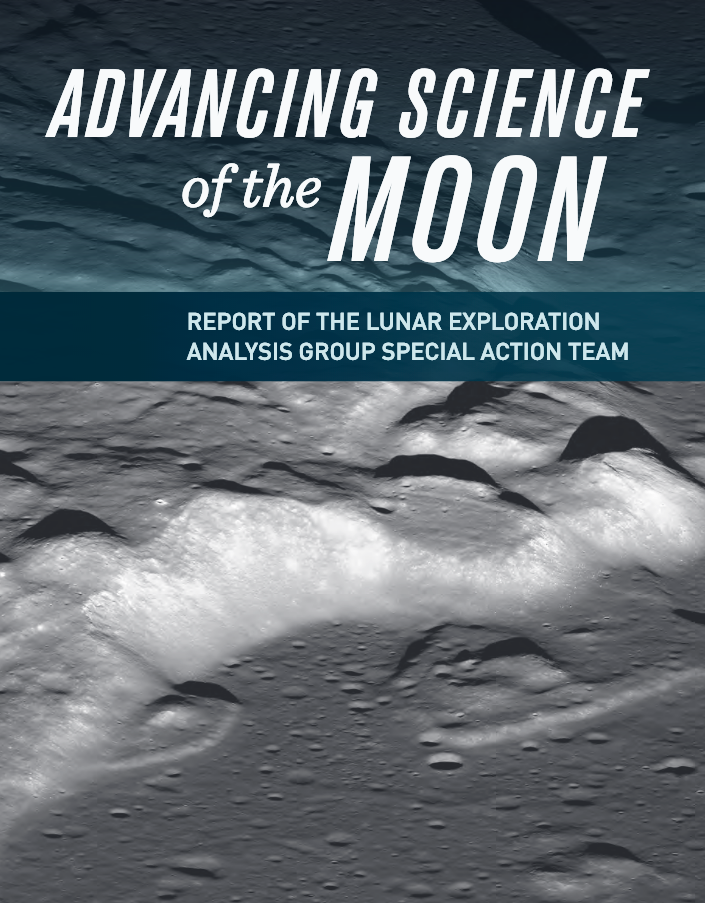 ADVANCING SCIENCE
of the MOON
REPORT OF THE LUNAR EXPLORATION
ANALYSIS GROUP SPECIAL ACTION TEAM